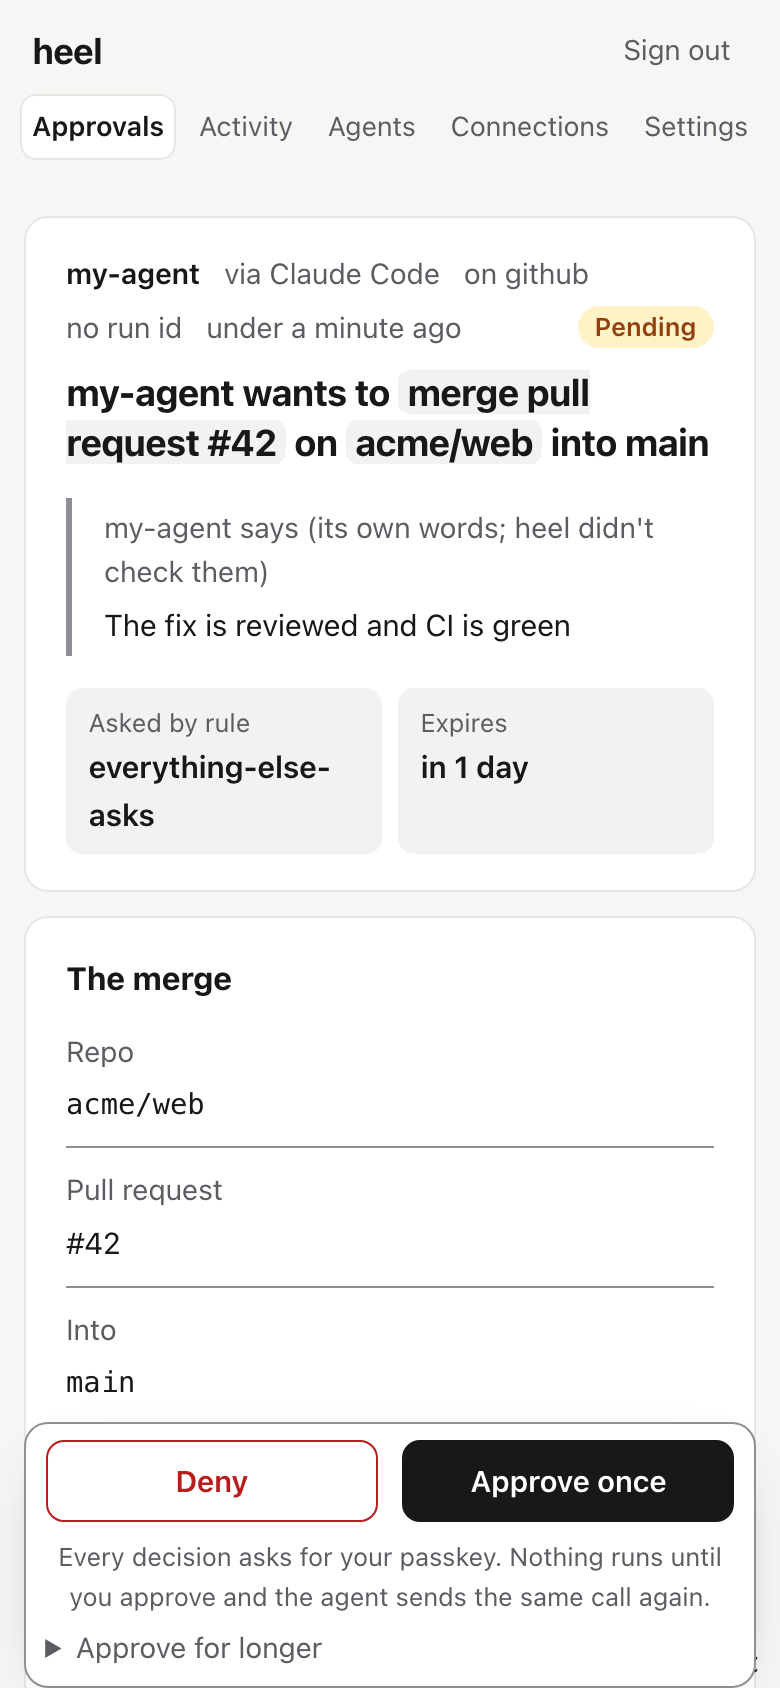 heel
Sign out
Approvals
Activity
Agents
Connections
Settings
my-agent via Claude Code on github
no run id under a minute ago
Pending
my-agent wants to merge pull
request #42 on acme/web into main
my-agent says (its own words; heel didn't
check them)
The fix is reviewed and CI is green
Asked by rule
everything-else-
asks
Expires
in 1 day
The merge
Repo
acme/web
Pull request
#42
Into
main
Deny
Approve once
Every decision asks for your passkey. Nothing runs until
you approve and the agent sends the same call again.
▶ Approve for longer